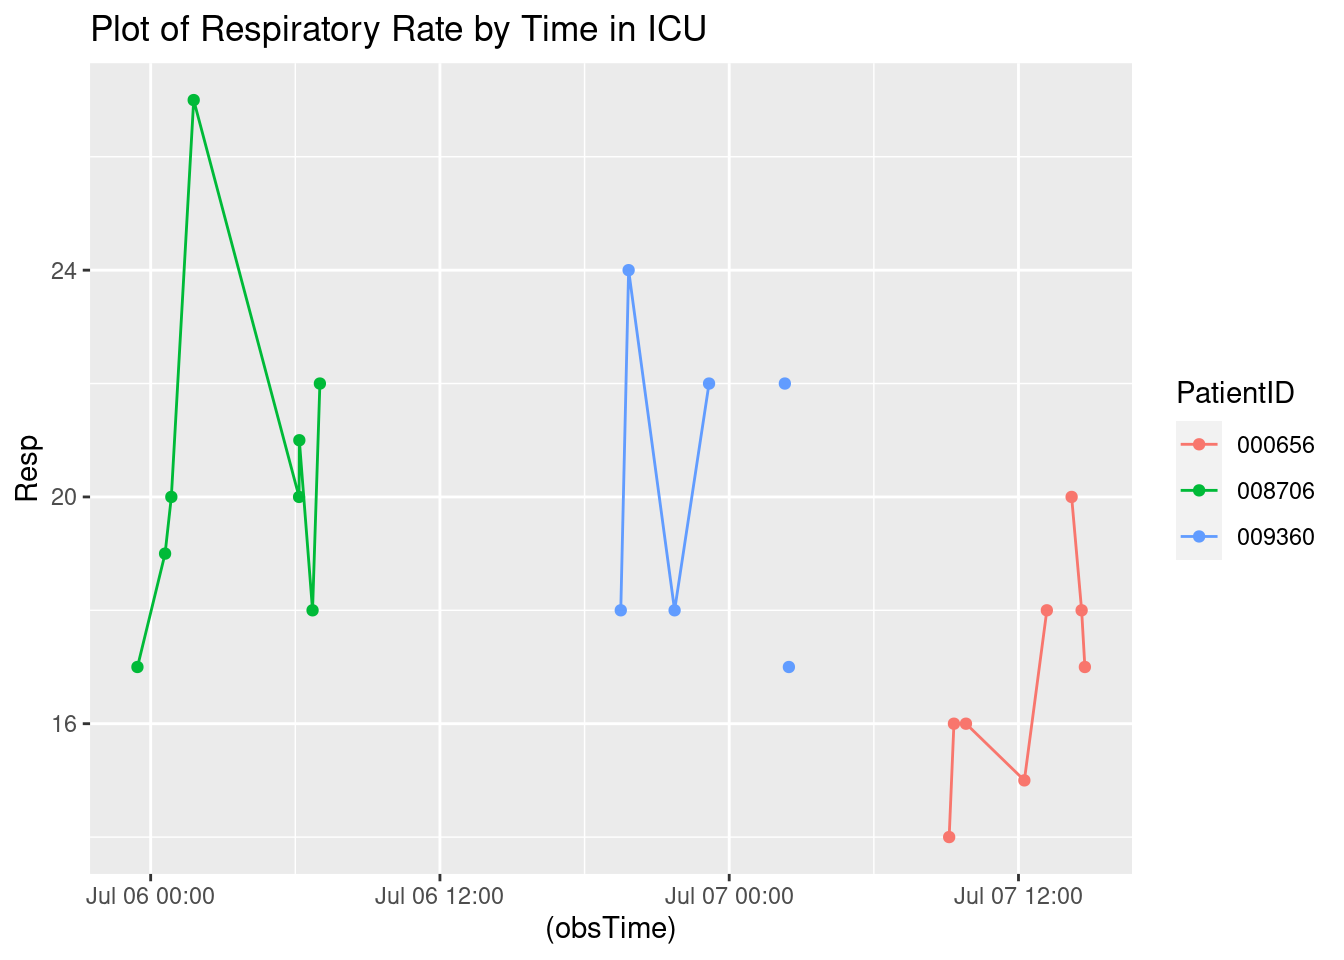 Plot of Respiratory Rate by Time in ICU
Resp
24
20
16
Jul 06 00:00
Jul 06 12:00
Jul 07 00:00
Jul 07 12:00
(obsTime)
PatientID
000656
008706
009360